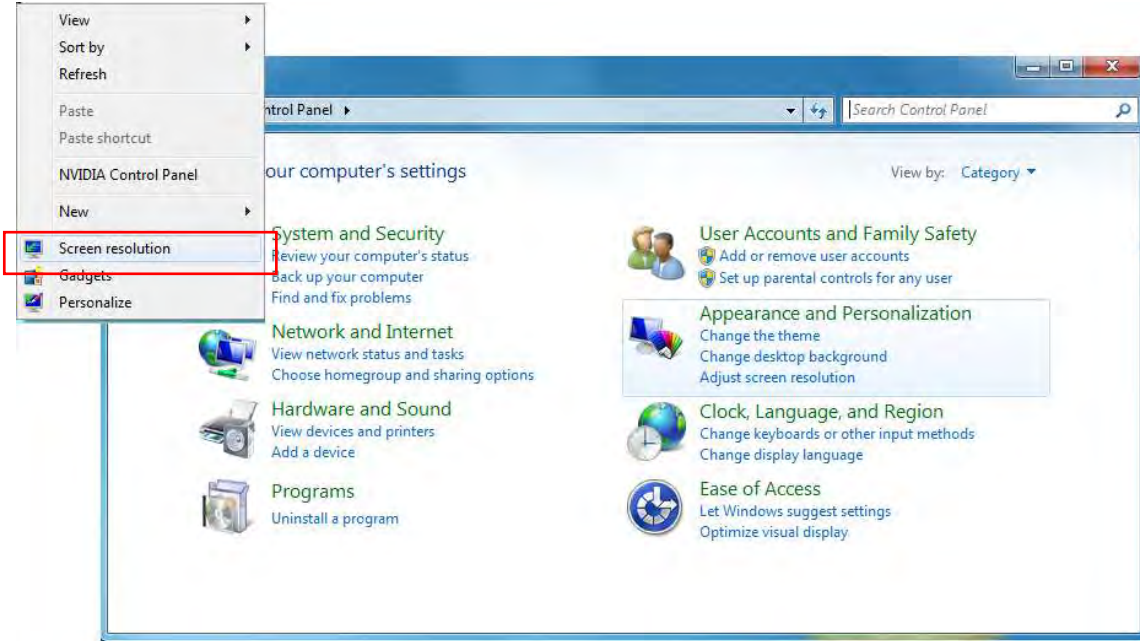 View
Sort by
Refresh
Paste
Paste shortcut
NVIDIA Control Panel
New
Screen resolution
Gadgets
Personalize
ntrol Panel
Search Control Panel
our computer's settings
View by: Category
System and Security
Review your computer's status
Back up your computer
Find and fix problems
Network and Internet
View network status and tasks
Choose homegroup and sharing options
Hardware and Sound
View devices and printers
Add a device
Programs
Uninstall a program
User Accounts and Family Safety
Add or remove user accounts
Set up parental controls for any user
Appearance and Personalization
Change the theme
Change desktop background
Adjust screen resolution
Clock, Language, and Region
Change keyboards or other input methods
Change display language
Ease of Access
Let Windows suggest settings
Optimize visual display